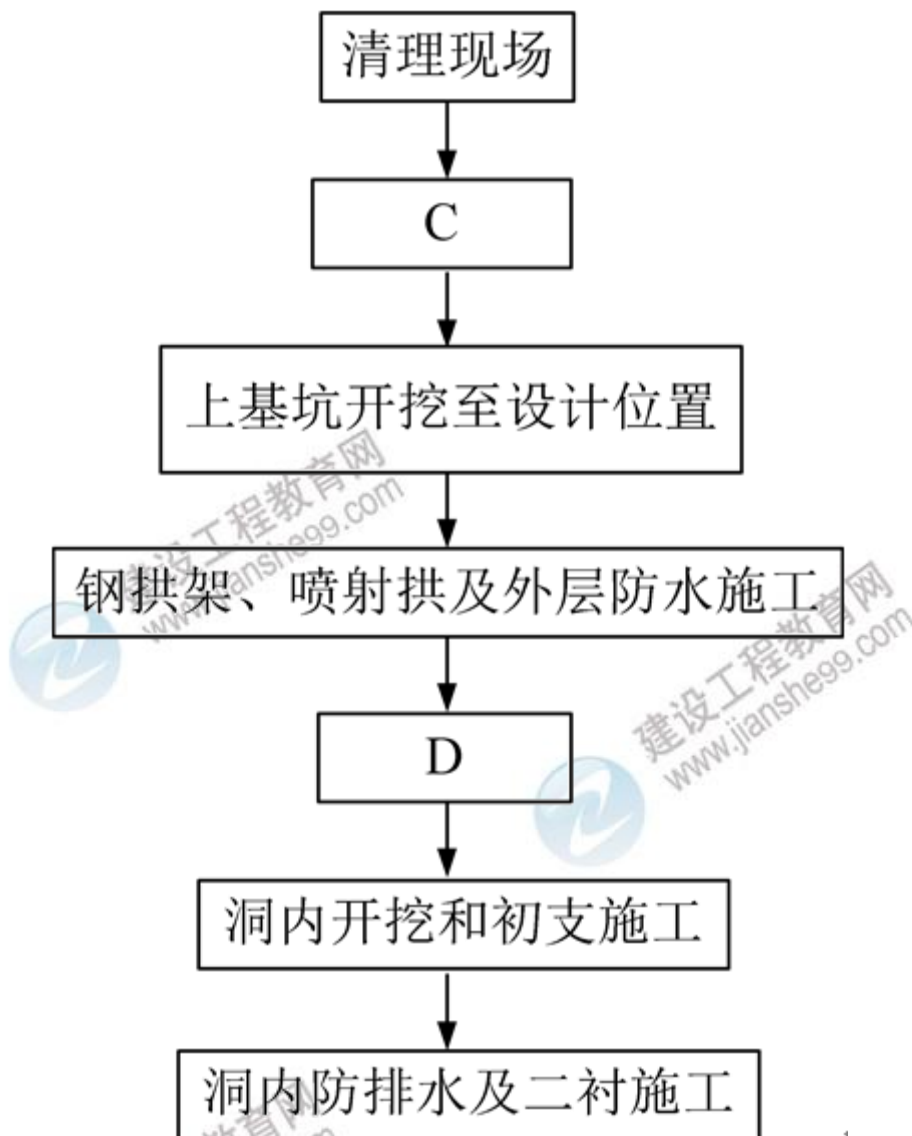 清理现场
C
上基坑开挖至设计位置
建设工程教育网
www.jianshe99.com
钢拱架、喷射拱及外层防水施工
建设工程教育网
www.jianshe99.com
D
洞内开挖和初支施工
洞内防排水及二衬施工
教育网